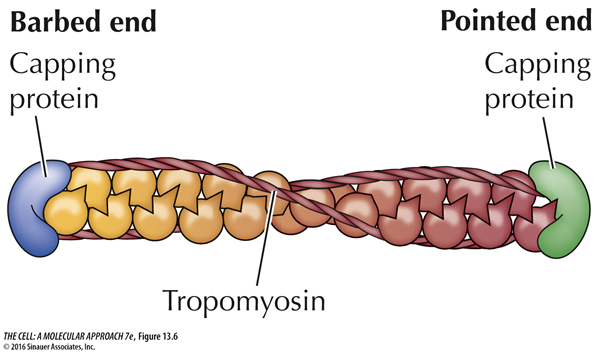 Barbed end
Pointed end
Capping
protein
Capping
protein
Tropomyosin
THE CELL: A MOLECULAR APPROACH 7e, Figure 13.6
© 2016 Sinauer Associates, Inc.